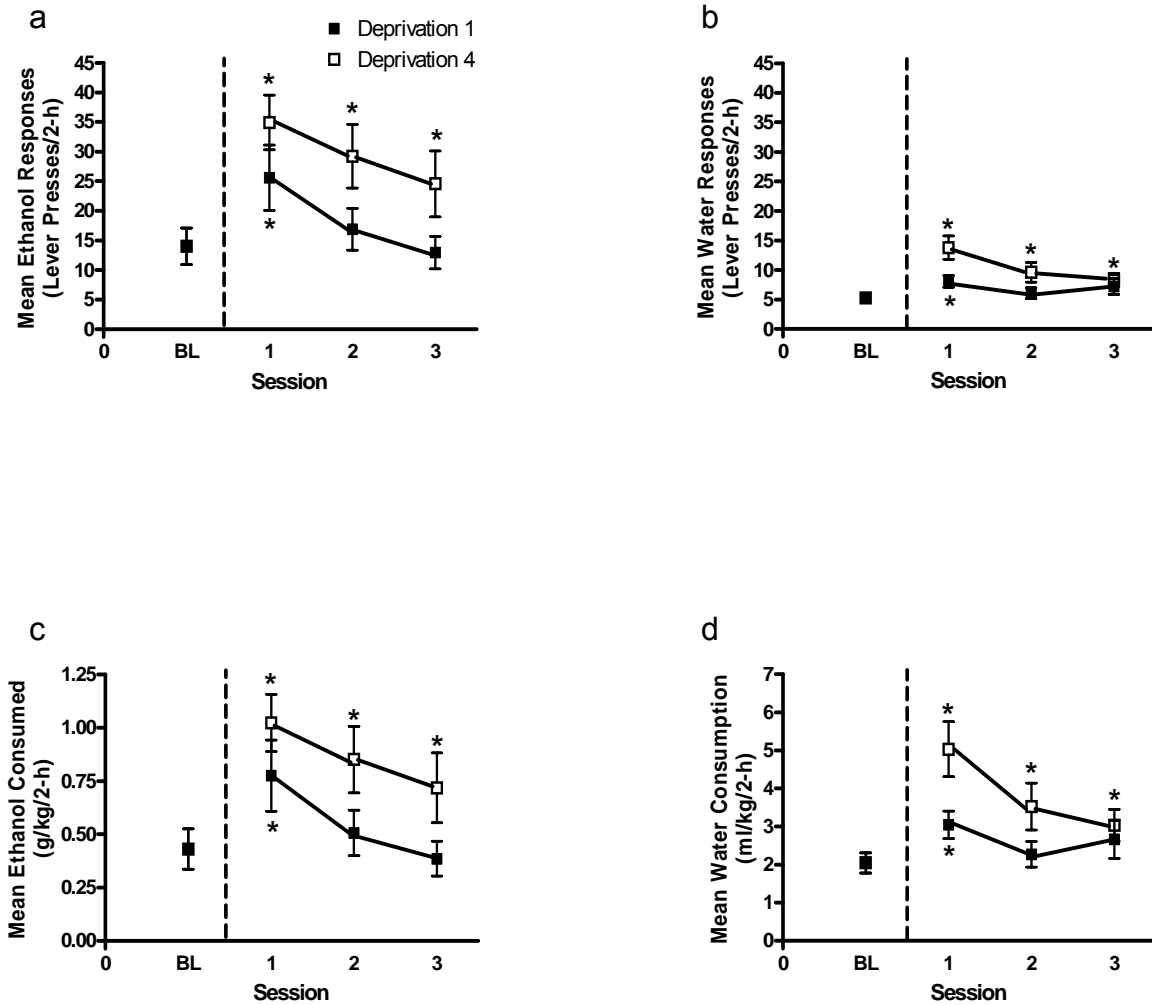 a
Deprivation 1
Deprivation 4
Mean Ethanol Responses
(Lever Presses/2-h)
45
40
35
30
25
20
15
10
5
0
*
*
*
*
0 BL 1 2 3
Session
b
Mean Water Responses
(Lever Presses/2-h)
45
40
35
30
25
20
15
10
5
0
*
*
*
*
0 BL 1 2 3
Session
c
Mean Ethanol Consumed
(g/kg/2-h)
1.25
1.00
0.75
0.50
0.25
0.00
*
*
*
*
0 BL 1 2 3
Session
d
Mean Water Consumption
(ml/kg/2-h)
7
6
5
4
3
2
1
0
*
*
*
*
0 BL 1 2 3
Session